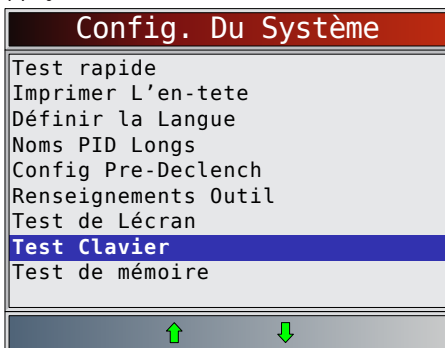 Config. Du Système
Test rapide
Imprimer L’en-tete
Définir la Langue
Noms PID Longs
Config Pre-Declench
Renseignements Outil
Test de Lécran
Test Clavier
Test de mémoire